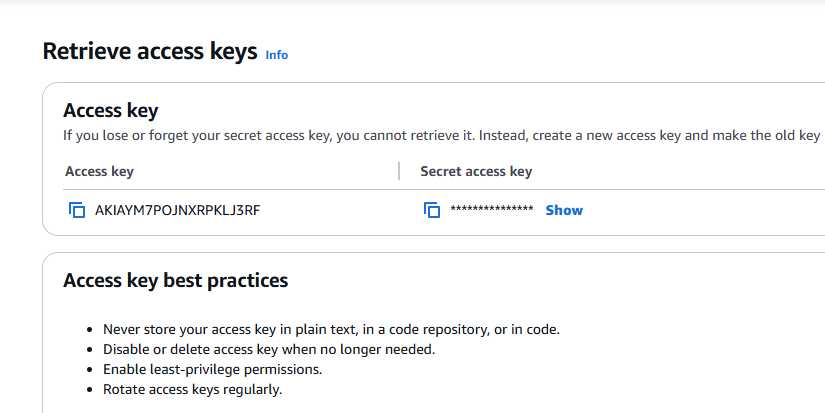 Retrieve access keys Info
Access key
If you lose or forget your secret access key, you cannot retrieve it. Instead, create a new access key and make the old key
Access key Secret access key
AKIAYM7POJNXRPKLJ3RF *************** Show
Access key best practices
• Never store your access key in plain text, in a code repository, or in code.
• Disable or delete access key when no longer needed.
• Enable least-privilege permissions.
• Rotate access keys regularly.